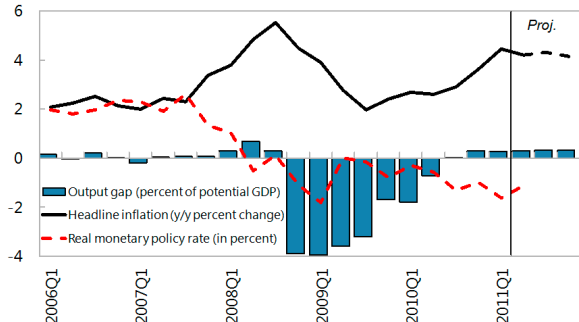 6
Proj.
4
2
0
Output gap (percent of potential GDP)
Headline inflation (y/y percent change)
-2
Real monetary policy rate (in percent)
-4
2006Q1
2007Q1
2008Q1
2009Q1
2010Q1
2011Q1